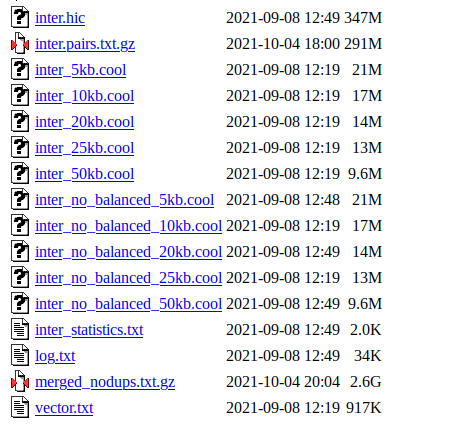 inter.hic 2021-09-08 12:49 347M
inter.pairs.txt.gz 2021-10-04 18:00 291M
inter_5kb.cool 2021-09-08 12:19 21M
inter_10kb.cool 2021-09-08 12:19 17M
inter_20kb.cool 2021-09-08 12:19 14M
inter_25kb.cool 2021-09-08 12:19 13M
inter_50kb.cool 2021-09-08 12:19 9.6M
inter_no_balanced_5kb.cool 2021-09-08 12:48 21M
inter_no_balanced_10kb.cool 2021-09-08 12:19 17M
inter_no_balanced_20kb.cool 2021-09-08 12:49 14M
inter_no_balanced_25kb.cool 2021-09-08 12:19 13M
inter_no_balanced_50kb.cool 2021-09-08 12:49 9.6M
inter_statistics.txt 2021-09-08 12:49 2.0K
log.txt 2021-09-08 12:49 34K
merged_nodups.txt.gz 2021-10-04 20:04 2.6G
vector.txt 2021-09-08 12:19 917K